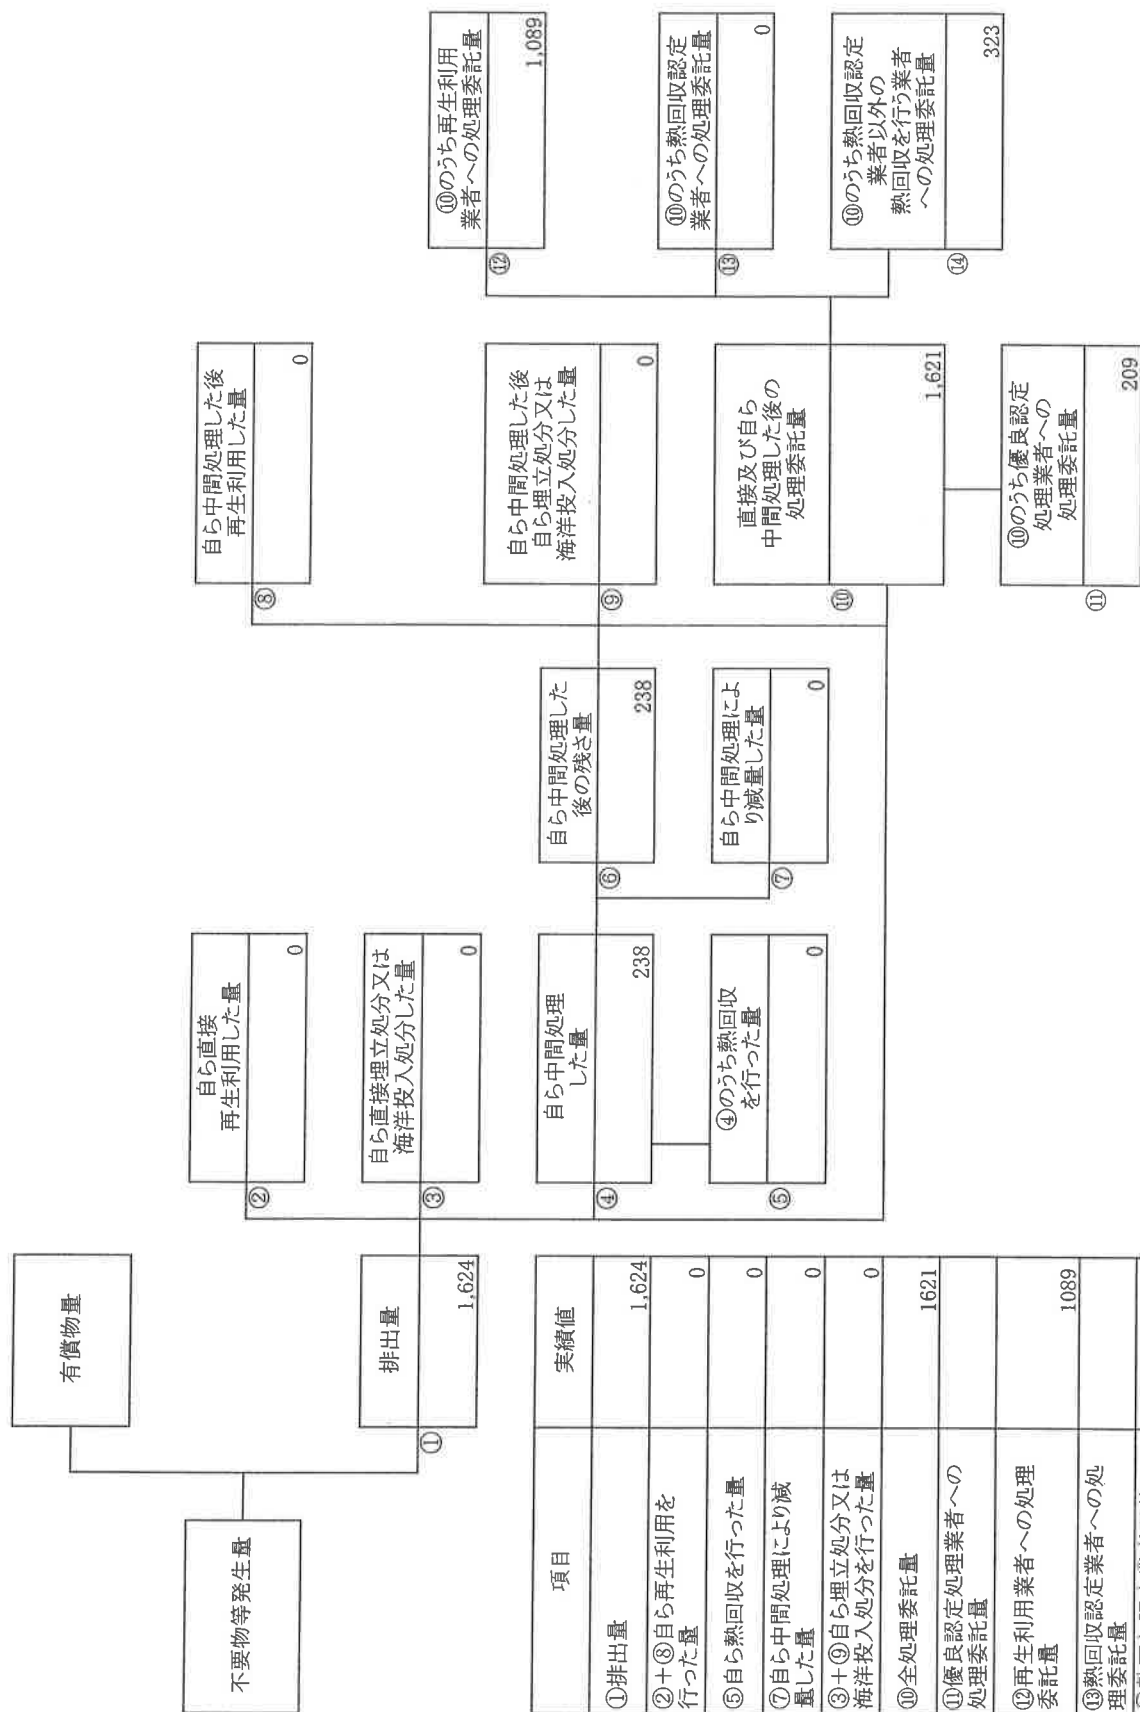 不要物等発生量
有償物量
①
排出量
1,624
②
自ら直接
再生利用した量
0
③
自ら直接埋立処分又は
海洋投入処分した量
0
④
自ら中間処理
した量
238
⑤
④のうち熱回収
を行った量
0
⑥
自ら中間処理した
後の残さ量
238
⑦
自ら中間処理によ
り減量した量
0
⑧
自ら中間処理した後
再生利用した量
0
⑨
自ら中間処理した後
自ら埋立処分又は
海洋投入処分した量
0
⑩
直接及び自ら
中間処理した後の
処理委託量
1,621
⑪
⑩のうち優良認定
処理業者への
処理委託量
209
⑫
⑩のうち再生利用
業者への処理委託量
1,089
⑬
⑩のうち熱回収認定
業者への処理委託量
0
⑭
⑩のうち熱回収認定
業者以外の
熱回収を行う業者
への処理委託量
323
項目 実績値
①排出量 1,624
②+⑧自ら再生利用を
行った量 0
⑤自ら熱回収を行った量 0
⑦自ら中間処理により減
量した量 0
③+⑨自ら埋立処分又は
海洋投入処分を行った量 0
⑩全処理委託量 1621
⑪優良認定処理業者への
処理委託量
⑫再生利用業者への処理
委託量 1089
⑬熱回収認定業者への処
理委託量